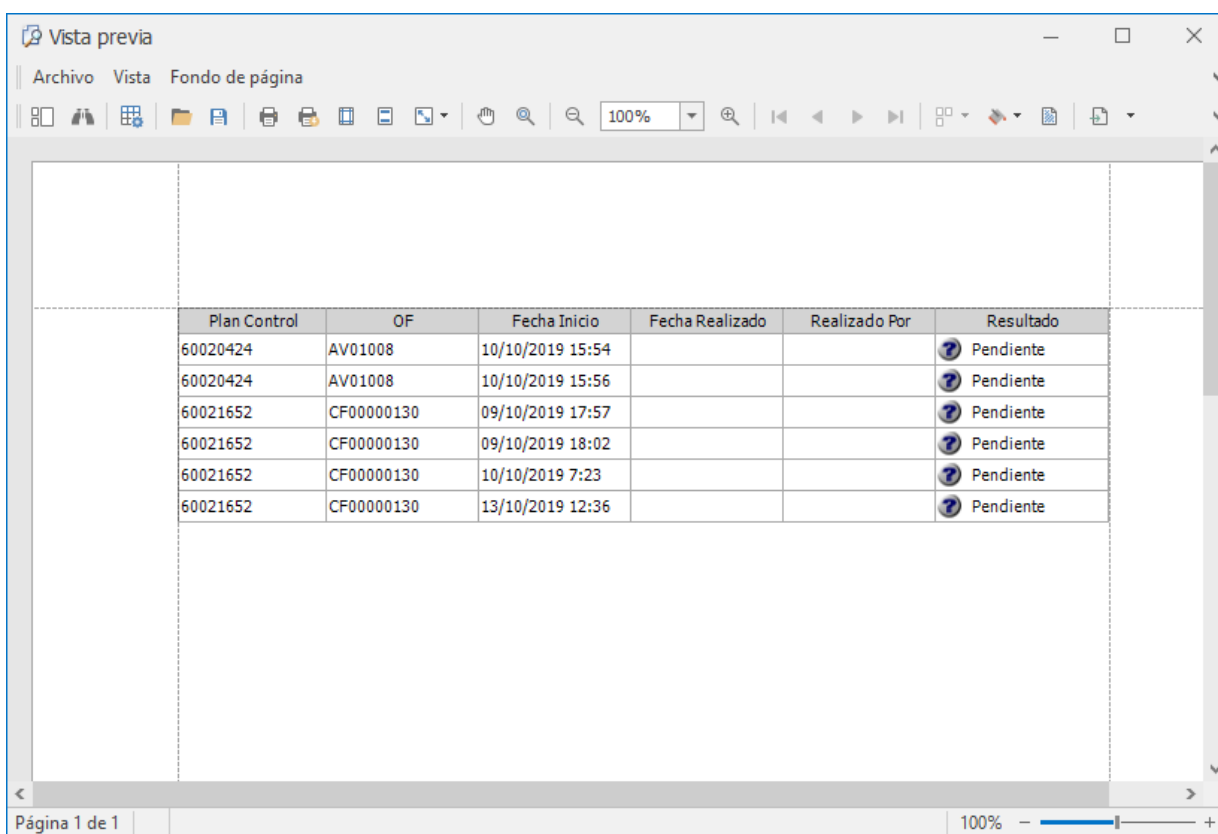 Vista previa
Archivo Vista Fondo de página
100%
Plan Control OF Fecha Inicio Fecha Realizado Realizado Por Resultado
60020424 AV01008 10/10/2019 15:54 ? Pendiente
60020424 AV01008 10/10/2019 15:56 ? Pendiente
60021652 CF00000130 09/10/2019 17:57 ? Pendiente
60021652 CF00000130 09/10/2019 18:02 ? Pendiente
60021652 CF00000130 10/10/2019 7:23 ? Pendiente
60021652 CF00000130 13/10/2019 12:36 ? Pendiente
Página 1 de 1 100% − +